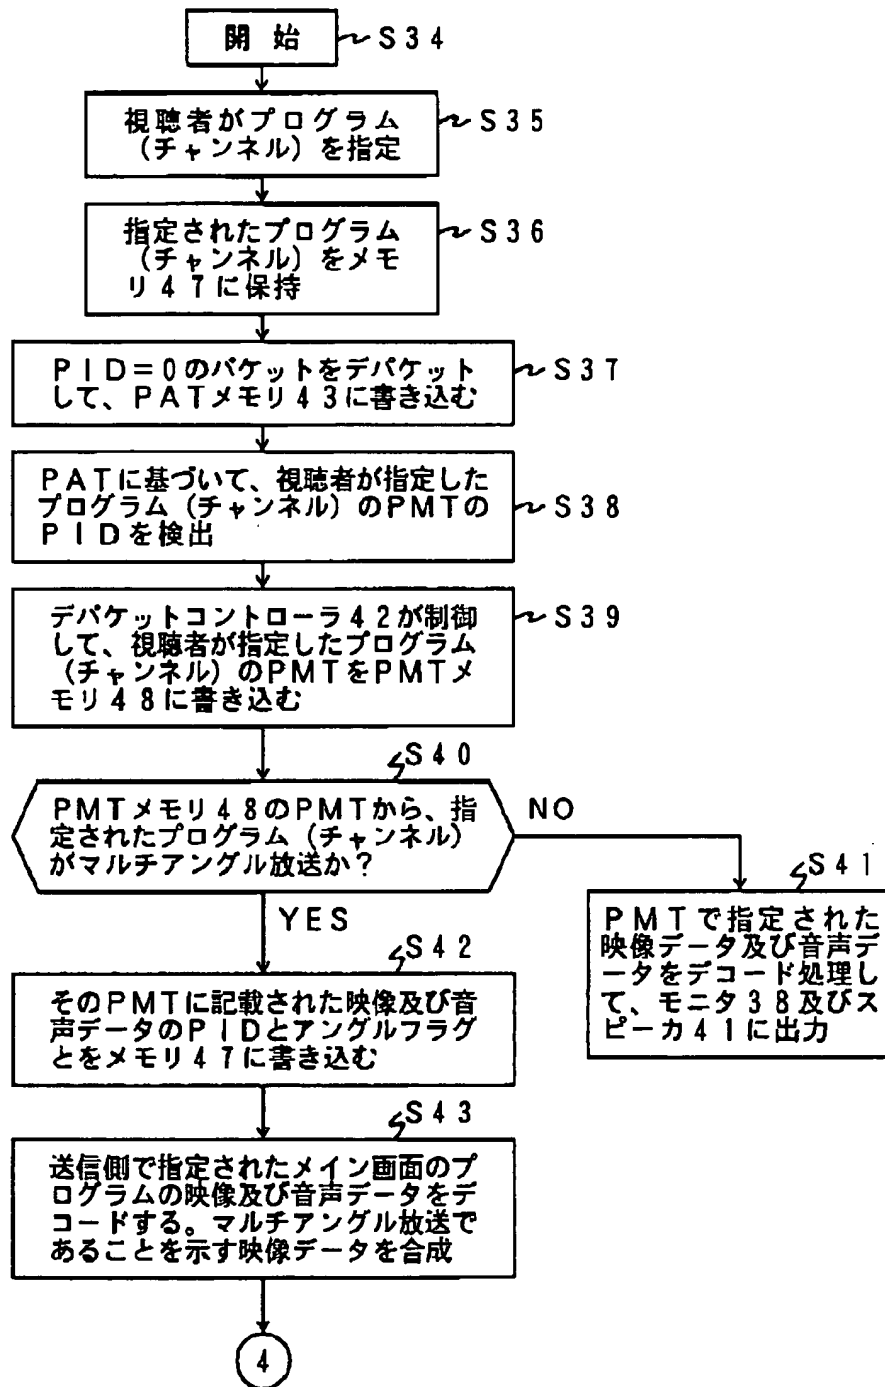 開 始
S34
視聴者がプログラム
(チャンネル)を指定
S35
指定されたプログラム
(チャンネル)をメモ
リ47に保持
S36
PID=0のパケットをデパケット
して、PATメモリ43に書き込む
S37
PATに基づいて、視聴者が指定した
プログラム(チャンネル)のPMTの
PIDを検出
S38
デパケットコントローラ42が制御
して、視聴者が指定したプログラム
(チャンネル)のPMTをPMTメ
モリ48に書き込む
S39
S40
PMTメモリ48のPMTから、指
定されたプログラム(チャンネル)
がマルチアングル放送か?
NO
YES
S41
PMTで指定された
映像データ及び音声デ
ータをデコード処理し
て、モニタ38及びス
ピーカ41に出力
S42
そのPMTに記載された映像及び音
声データのPIDとアングルフラグ
とをメモリ47に書き込む
S43
送信側で指定されたメイン画面のプ
ログラムの映像及び音声データをデ
コードする。マルチアングル放送で
あることを示す映像データを合成
4